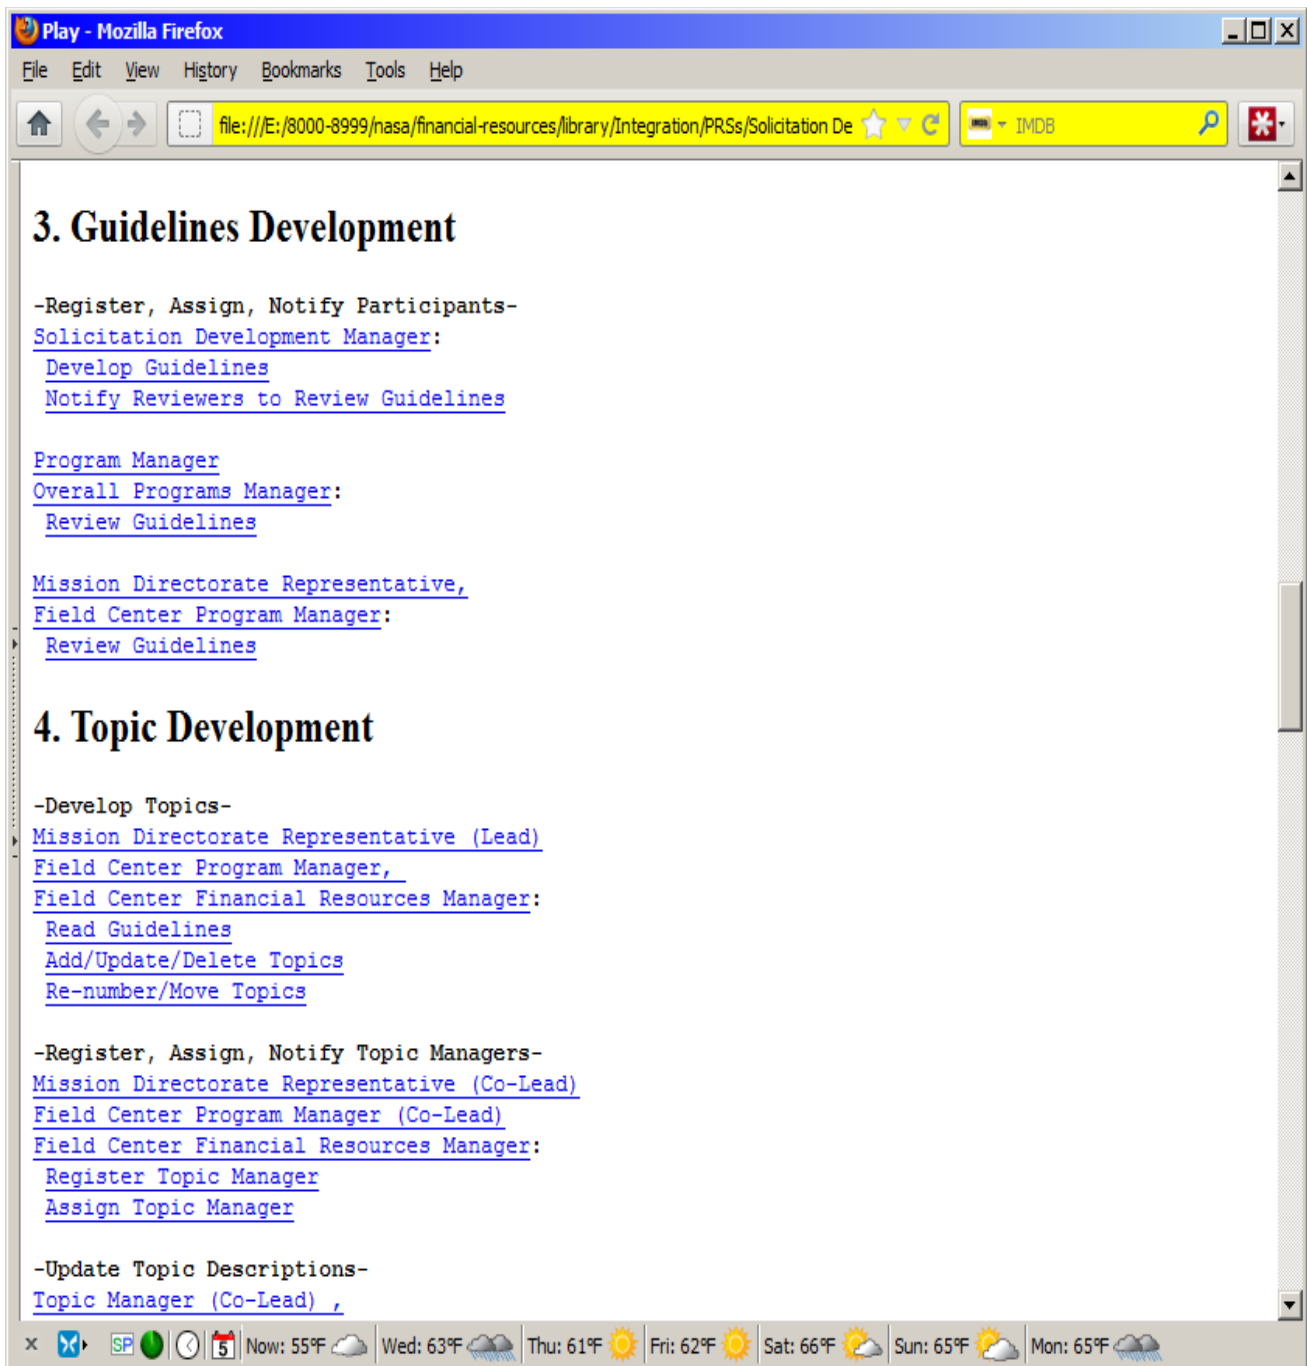 Play - Mozilla Firefox
File Edit View History Bookmarks Tools Help
file:///E:/8000-8999/nasa/financial-resources/library/Integration/PRSs/Solicitation De IMDB
3. Guidelines Development
-Register, Assign, Notify Participants-
Solicitation Development Manager:
Develop Guidelines
Notify Reviewers to Review Guidelines
Program Manager
Overall Programs Manager:
Review Guidelines
Mission Directorate Representative,
Field Center Program Manager:
Review Guidelines
4. Topic Development
-Develop Topics-
Mission Directorate Representative (Lead)
Field Center Program Manager,
Field Center Financial Resources Manager:
Read Guidelines
Add/Update/Delete Topics
Re-number/Move Topics
-Register, Assign, Notify Topic Managers-
Mission Directorate Representative (Co-Lead)
Field Center Program Manager (Co-Lead)
Field Center Financial Resources Manager:
Register Topic Manager
Assign Topic Manager
-Update Topic Descriptions-
Topic Manager (Co-Lead) ,
SP 5 Now: 55°F Wed: 63°F Thu: 61°F Fri: 62°F Sat: 66°F Sun: 65°F Mon: 65°F